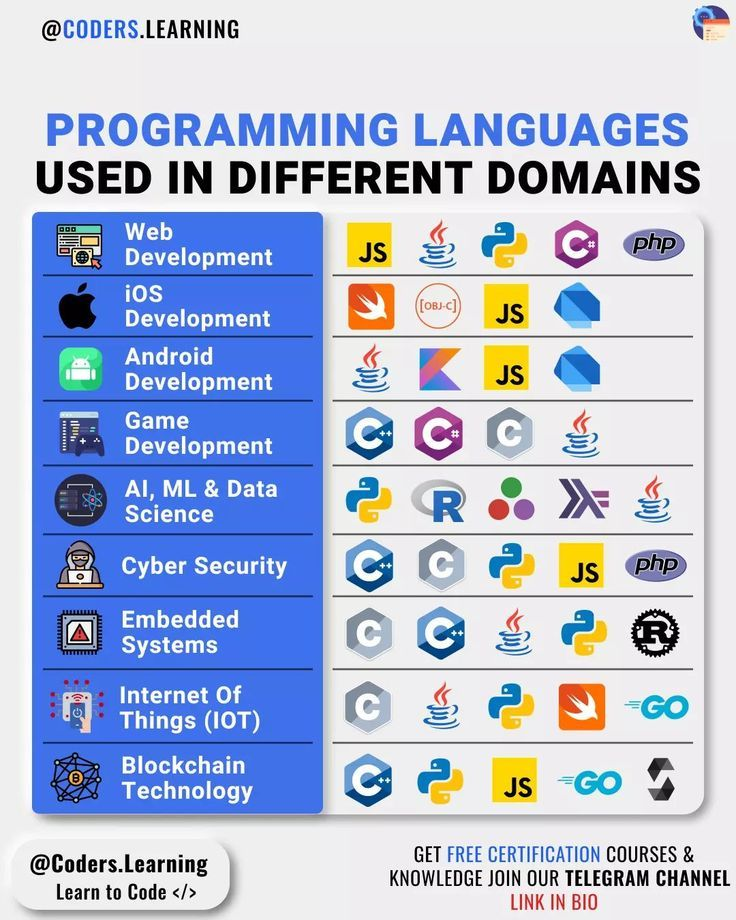 @CODERS.LEARNING
PROGRAMMING LANGUAGES
USED IN DIFFERENT DOMAINS
Web
Development
JS
C#
php
iOS
Development
[OBJ-C]
JS
Android
Development
JS
Game
Development
C++
C#
C
AI, ML & Data
Science
R
Cyber Security
C++
C
JS
php
Embedded
Systems
C
C++
R
Internet Of
Things (IOT)
C
GO
Blockchain
Technology
C++
JS
GO
@Coders.Learning
Learn to Code </>
GET FREE CERTIFICATION COURSES &
KNOWLEDGE JOIN OUR TELEGRAM CHANNEL
LINK IN BIO